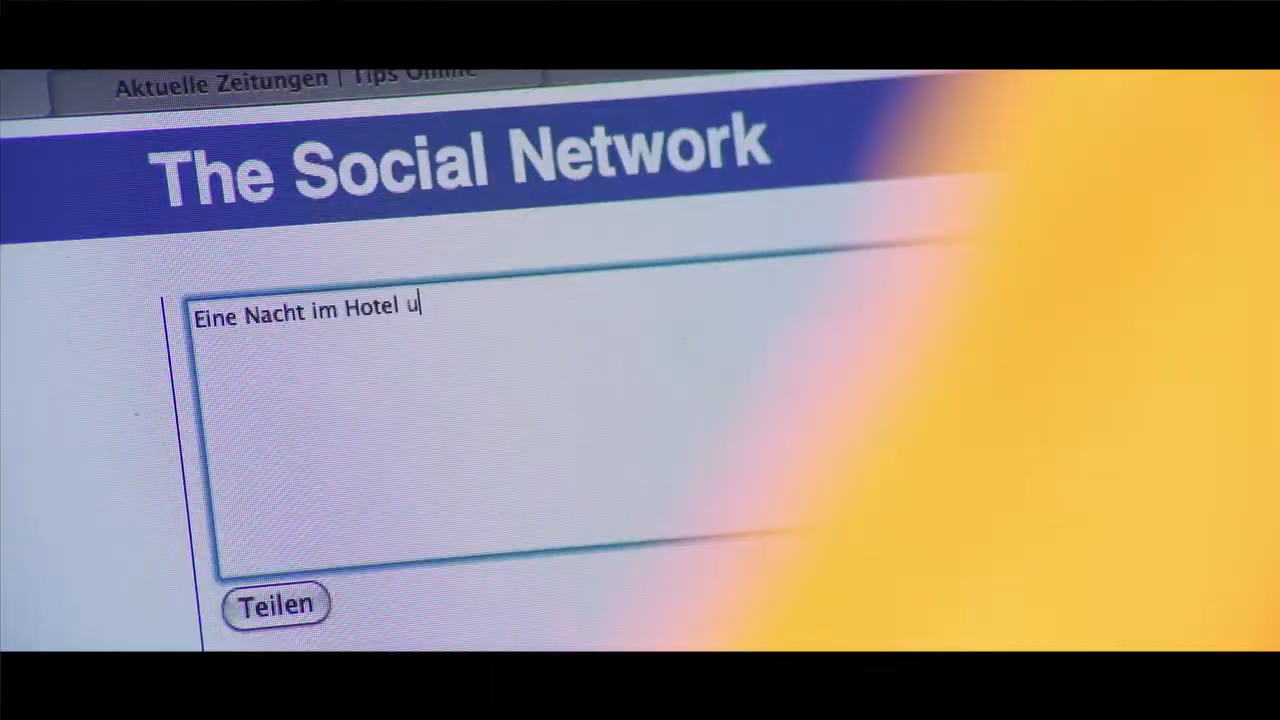 Aktuelle Zeitungen | Tips Online
The Social Network
Eine Nacht im Hotel u
Teilen